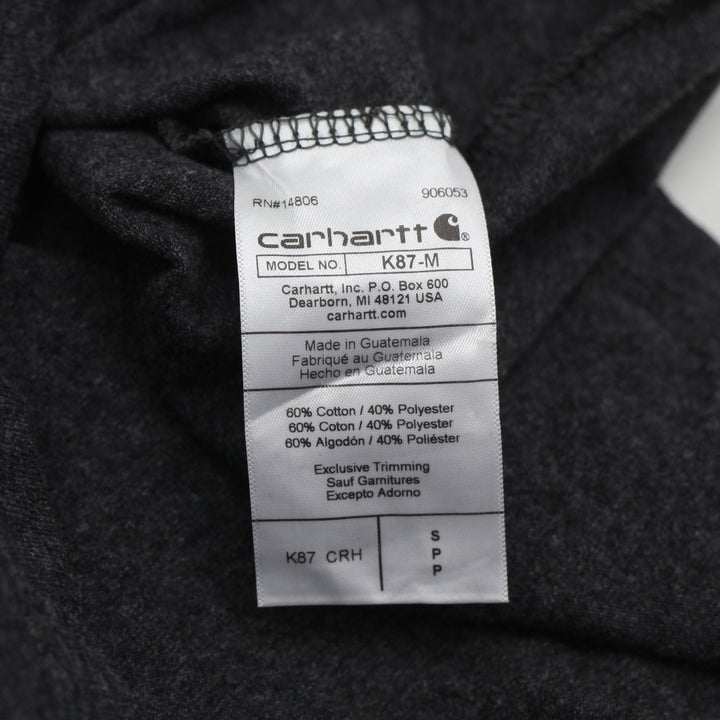 RN#14806 906053
carhartt ®
MODEL NO. K87-M
Carhartt, Inc. P.O. Box 600
Dearborn, MI 48121 USA
carhartt.com
Made in Guatemala
Fabriqué au Guatemala
Hecho en Guatemala
60% Cotton / 40% Polyester
60% Coton / 40% Polyester
60% Algodón / 40% Poliéster
Exclusive Trimming
Sauf Garnitures
Excepto Adorno
K87 CRH
S
P
P